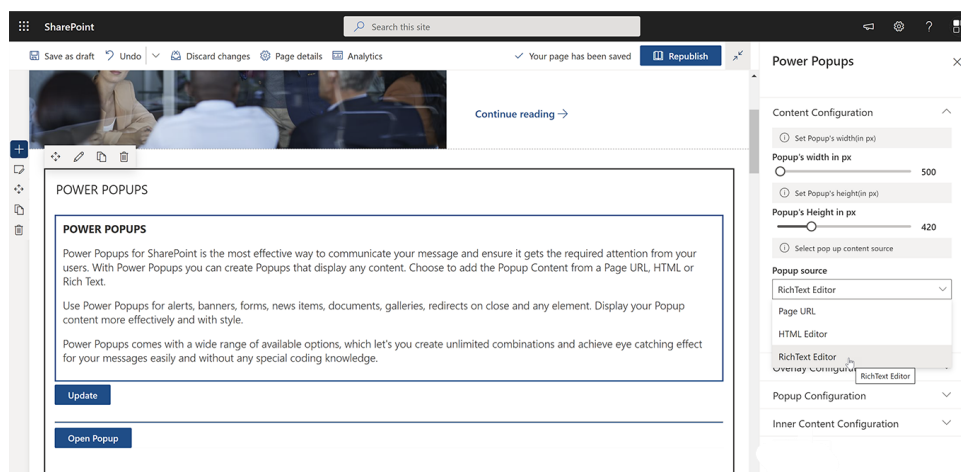 SharePoint
Search this site
?
Save as draft
Undo
Discard changes
Page details
Analytics
Your page has been saved
Republish
Continue reading →
POWER POPUPS
POWER POPUPS
Power Popups for SharePoint is the most effective way to communicate your message and ensure it gets the required attention from your
users. With Power Popups you can create Popups that display any content. Choose to add the Popup Content from a Page URL, HTML or
Rich Text.
Use Power Popups for alerts, banners, forms, news items, documents, galleries, redirects on close and any element. Display your Popup
content more effectively and with style.
Power Popups comes with a wide range of available options, which let's you create unlimited combinations and achieve eye catching effect
for your messages easily and without any special coding knowledge.
Update
Open Popup
Power Popups
Content Configuration
Set Popup's width(in px)
Popup's width in px
500
Set Popup's height(in px)
Popup's Height in px
420
Select pop up content source
Popup source
RichText Editor
Page URL
HTML Editor
RichText Editor
RichText Editor
Overlay Configuration
Popup Configuration
Inner Content Configuration